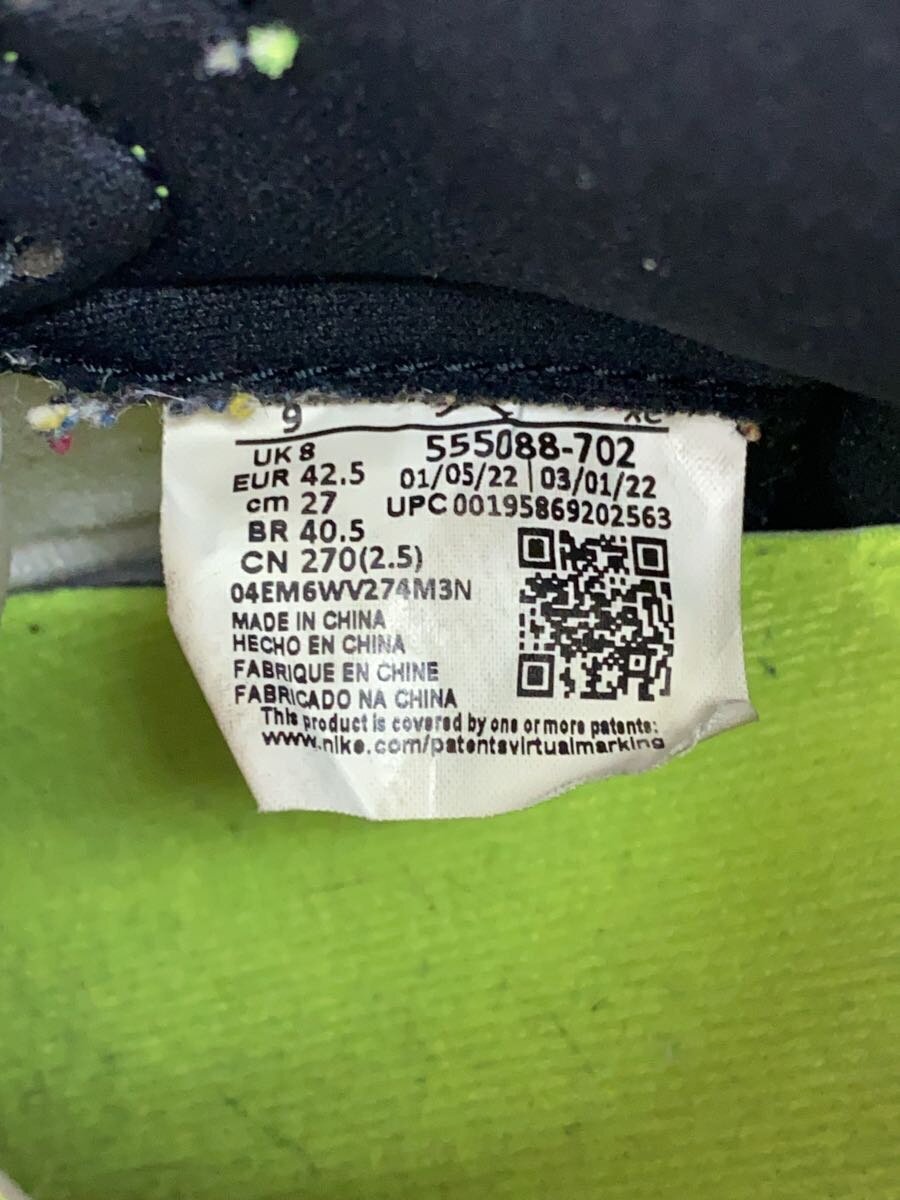 9 XC
UK 8 555088-702
EUR 42.5 01/05/22 | 03/01/22
cm 27 UPC 00195869202563
BR 40.5
CN 270(2.5)
04EM6WV274M3N
MADE IN CHINA
HECHO EN CHINA
FABRIQUE EN CHINE
FABRICADO NA CHINA
This product is covered by one or more patents:
www.nike.com/patentsvirtualmarking